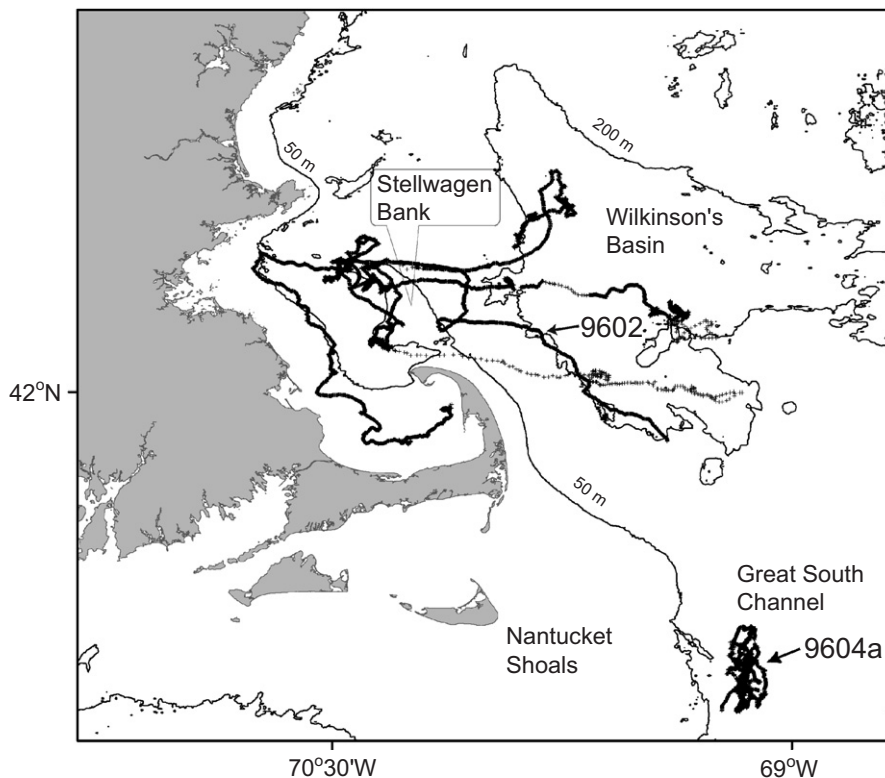 50 m
200 m
Stellwagen
Bank
Wilkinson's
Basin
9602
42°N
50 m
Great South
Channel
Nantucket
Shoals
9604a
70°30'W
69°W